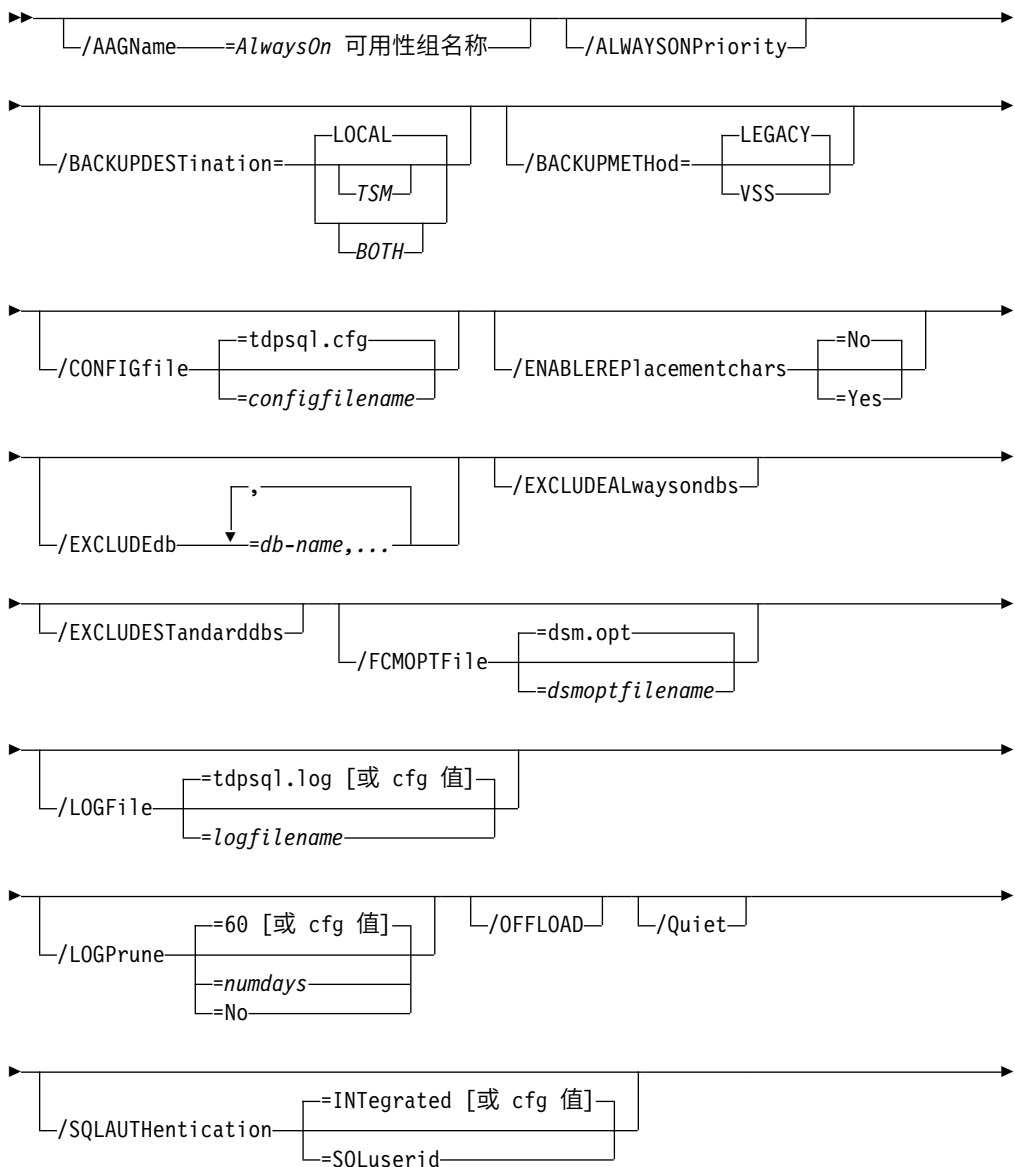 /AAGName =AlwaysOn 可用性组名称 /ALWAYSONPriority
/BACKUPDESTination= LOCAL TSM BOTH /BACKUPMETHod= LEGACY VSS
/CONFIGfile =tdpsql.cfg =configfilename /ENABLEREPlacementchars =No =Yes
/EXCLUDEdb , =db-name,... /EXCLUDEALwaysondbs
/EXCLUDESTandarddbs /FCMOPTFile =dsm.opt =dsmoptfilename
/LOGFile =tdpsql.log [或 cfg 值] =logfilename
/LOGPrune =60 [或 cfg 值] =numdays =No /OFFLOAD /Quiet
/SQLAUTHentication =INTegrated [或 cfg 值] =SQLuserid